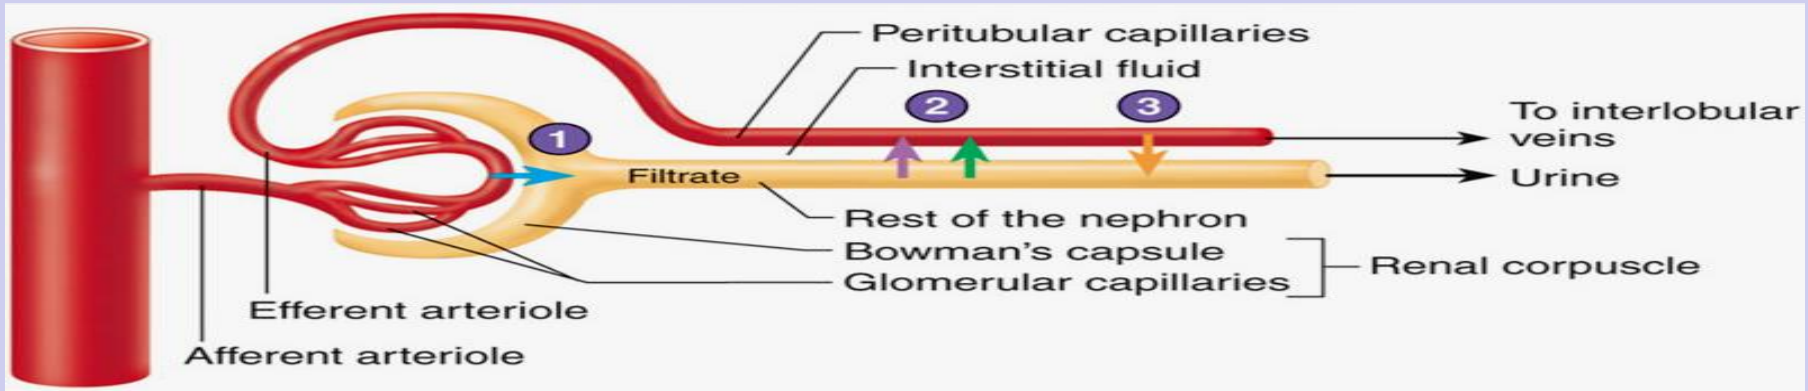 Peritubular capillaries
Interstitial fluid
2
3
To interlobular
veins
1
Filtrate
Urine
Rest of the nephron
Bowman's capsule
Glomerular capillaries
Renal corpuscle
Efferent arteriole
Afferent arteriole